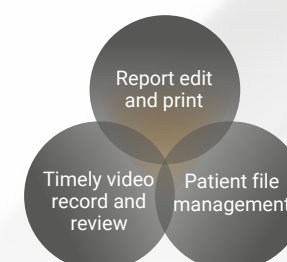 Report edit
and print
Timely video
record and
review
Patient file
management